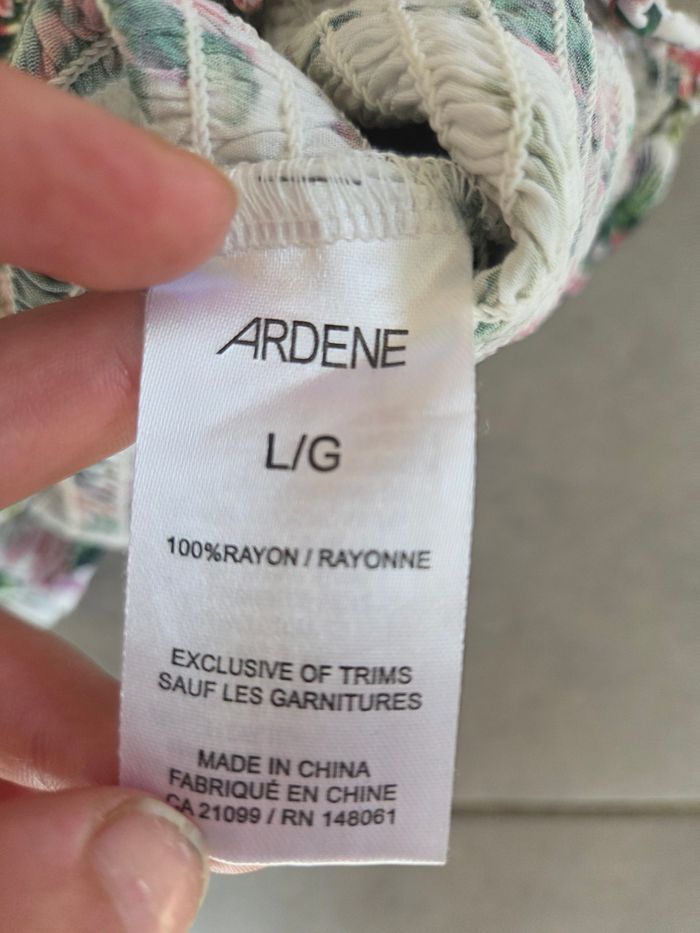 ARDENE
L/G
100%RAYON / RAYONNE
EXCLUSIVE OF TRIMS
SAUF LES GARNITURES
MADE IN CHINA
FABRIQUÉ EN CHINE
CA 21099 / RN 148061